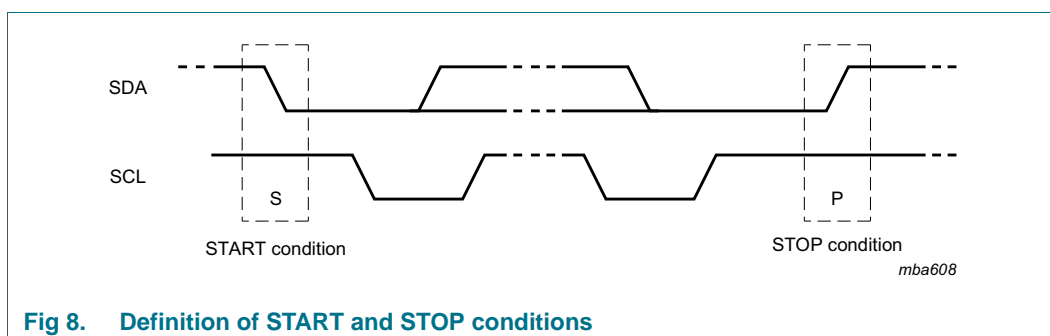 SDA
SCL
S
P
START condition
STOP condition
mba608
Fig 8. Definition of START and STOP conditions